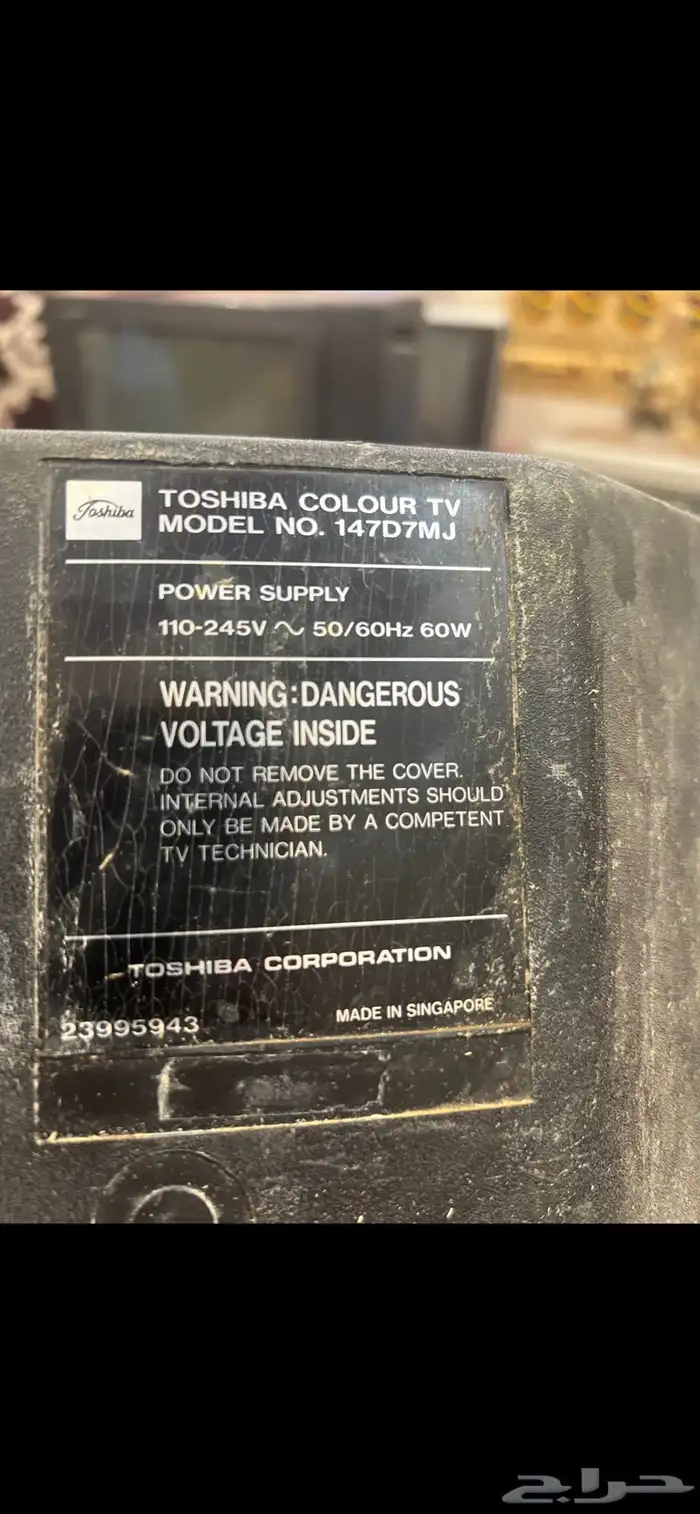 Toshiba
TOSHIBA COLOUR TV
MODEL NO. 147D7MJ
POWER SUPPLY
110-245V ∿ 50/60Hz 60W
WARNING:DANGEROUS
VOLTAGE INSIDE
DO NOT REMOVE THE COVER.
INTERNAL ADJUSTMENTS SHOULD
ONLY BE MADE BY A COMPETENT
TV TECHNICIAN.
TOSHIBA CORPORATION
23995943
MADE IN SINGAPORE
حراج